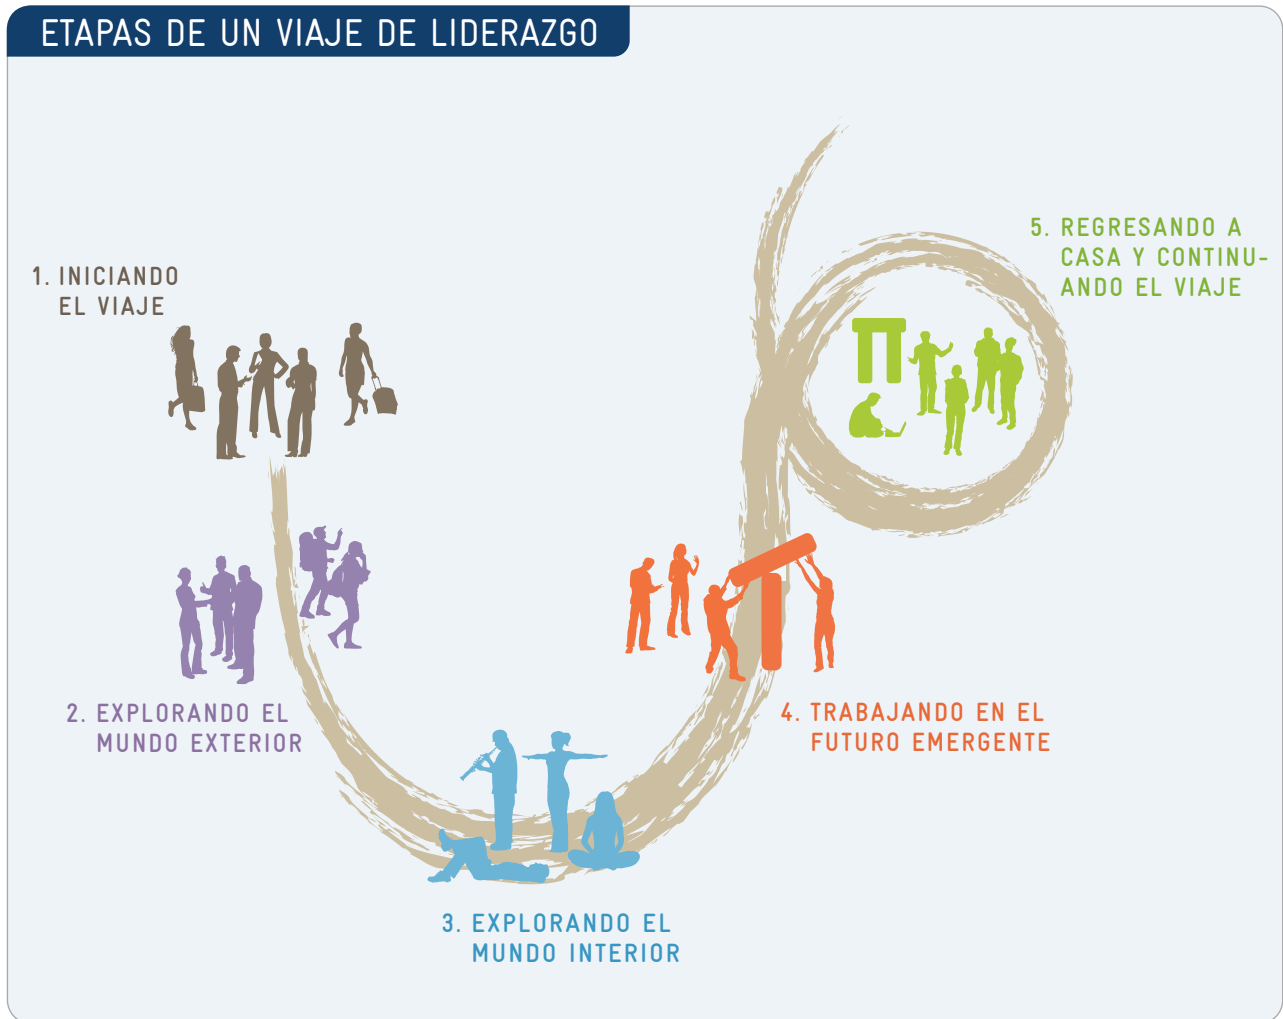 ETAPAS DE UN VIAJE DE LIDERAZGO
1. INICIANDO
EL VIAJE
2. EXPLORANDO EL
MUNDO EXTERIOR
3. EXPLORANDO EL
MUNDO INTERIOR
4. TRABAJANDO EN EL
FUTURO EMERGENTE
5. REGRESANDO A
CASA Y CONTINU-
ANDO EL VIAJE